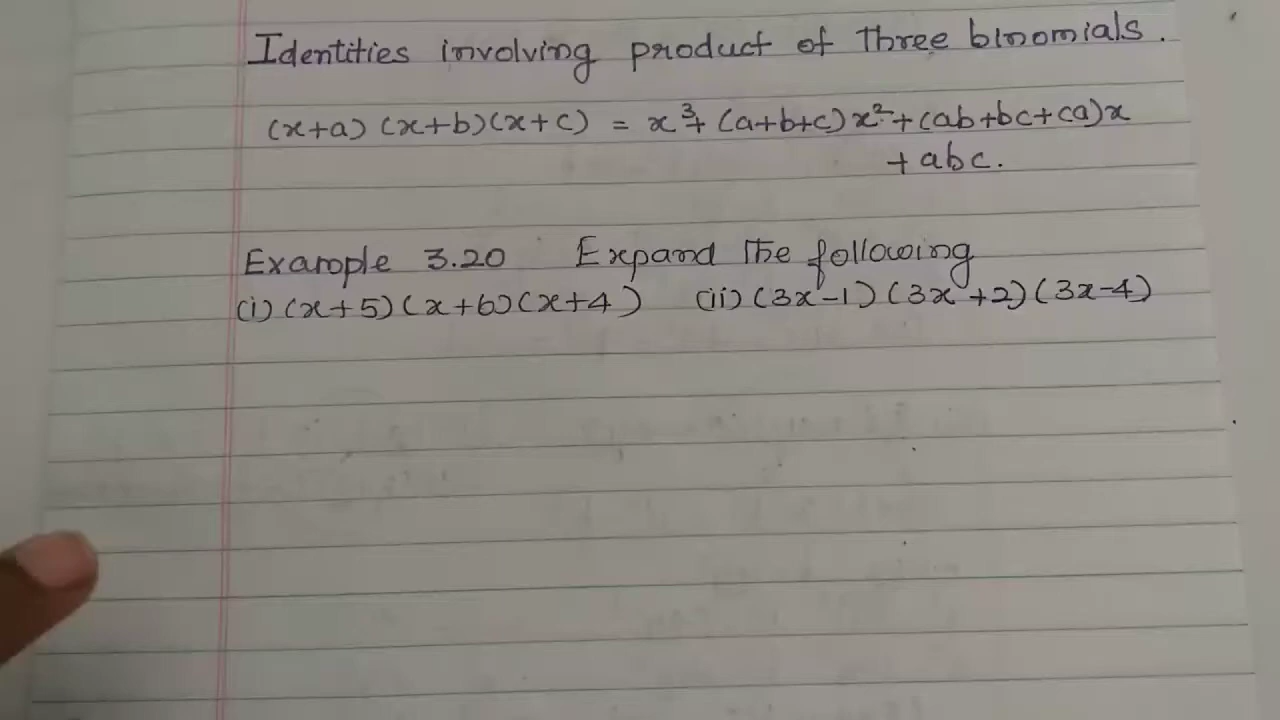 Identities involving product of three binomials.
(x+a) (x+b)(x+c) = x³+ (a+b+c)x²+(ab+bc+ca)x
+ abc.
Example 3.20 Expand the following
(i) (x+5)(x+6)(x+4) (ii) (3x-1)(3x+2)(3x-4)